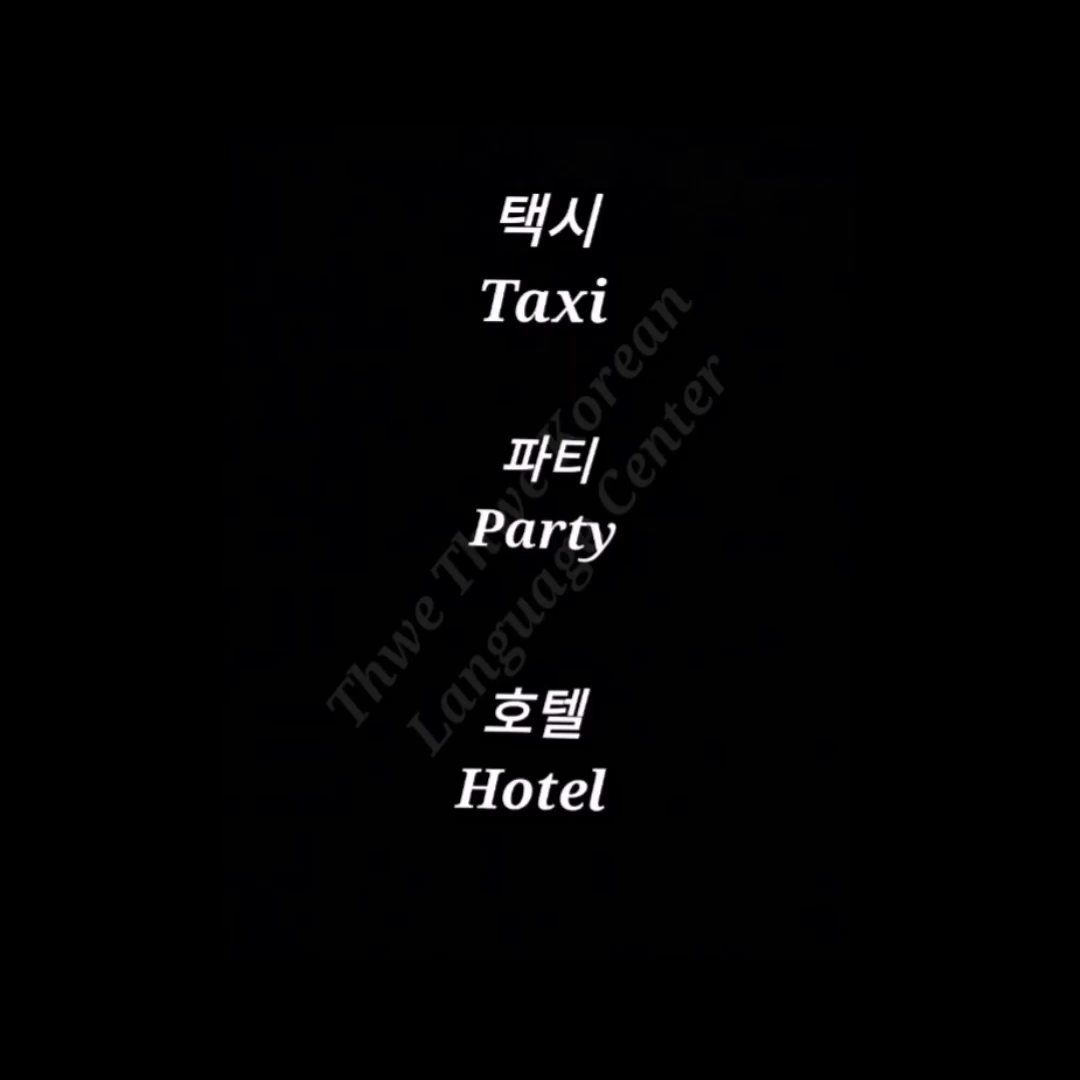 택시
Taxi
파티
Party
호텔
Hotel
Thwe Thwe Korean
Language Center